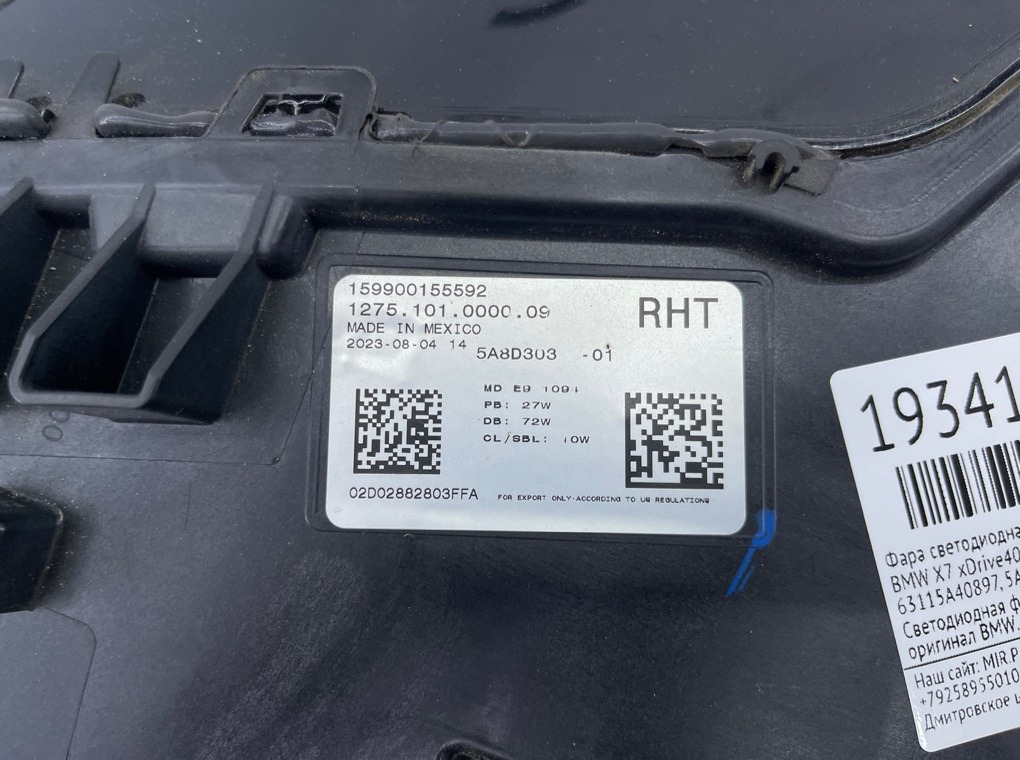 159900155592
1275.101.0000.09
RHT
MADE IN MEXICO
2023-08-04 14
5A8D303 -01
MD E9
PB: 27W
DB: 72W
CL/SBL: 10W
02D02882803FFA
FOR EXPORT ONLY-ACCORDING TO US REGULATIONS
19341
Фара светодиодна
BMW X7 xDrive40
63115A40897, 5A
Светодиодная ф
оригинал BMW.
Наш сайт: MIR.P
+79258955010
Дмитровское ш